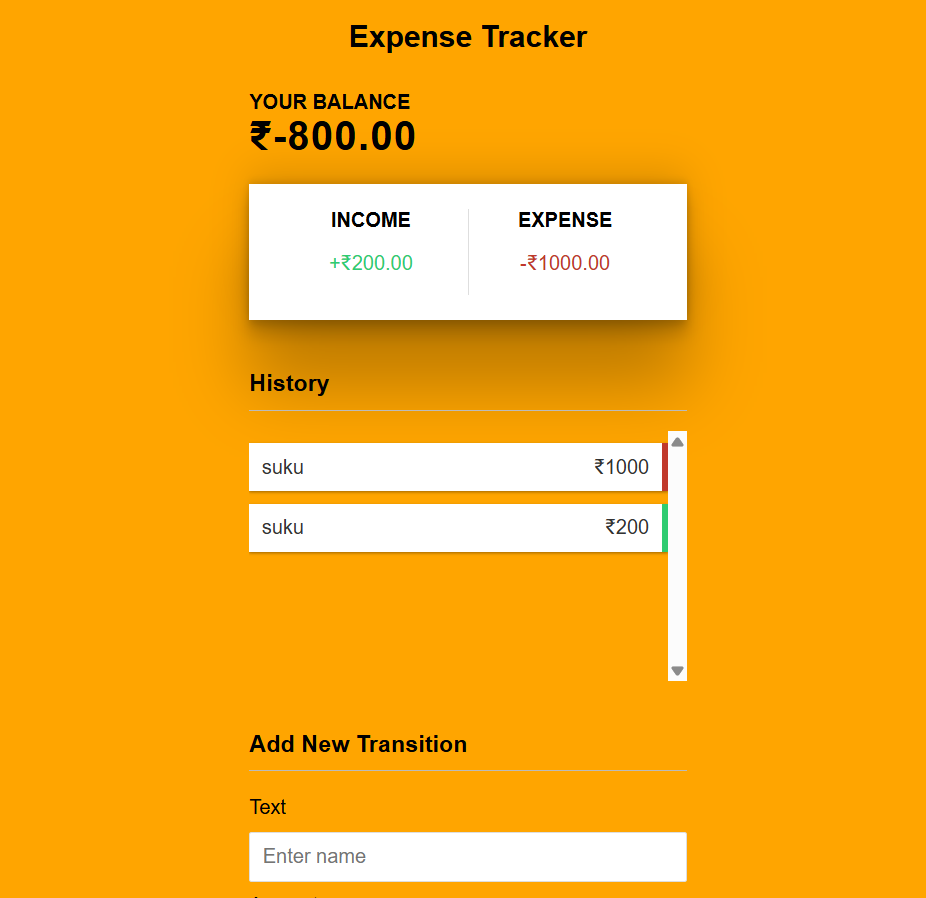 Expense Tracker
YOUR BALANCE
₹-800.00
INCOME EXPENSE
+₹200.00 -₹1000.00
History
suku ₹1000
suku ₹200
Add New Transition
Text
Enter name